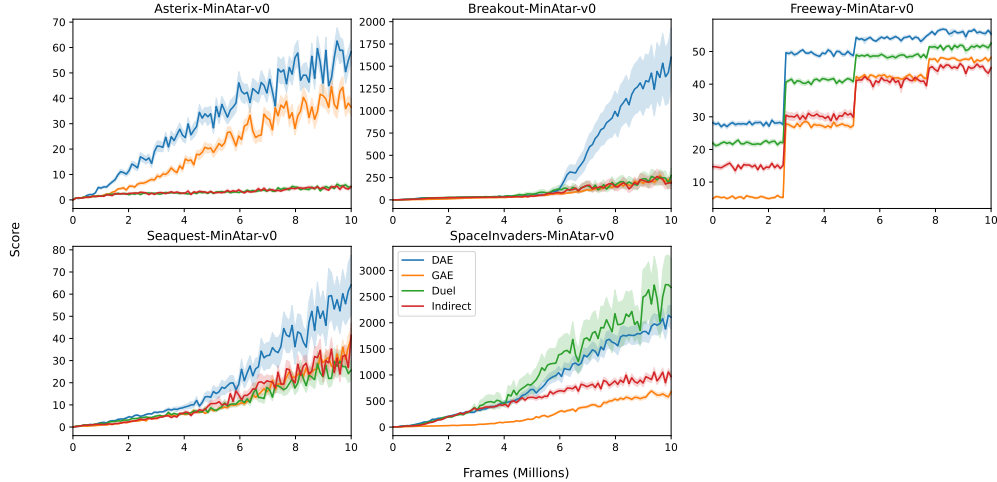 Asterix-MinAtar-v0
Breakout-MinAtar-v0
Freeway-MinAtar-v0
70
60
50
40
30
20
10
0
0 2 4 6 8 10
2000
1750
1500
1250
1000
750
500
250
0
0 2 4 6 8 10
50
40
30
20
10
0 2 4 6 8 10
Score
Seaquest-MinAtar-v0
SpaceInvaders-MinAtar-v0
80
70
60
50
40
30
20
10
0
0 2 4 6 8 10
3000
2500
2000
1500
1000
500
0
0 2 4 6 8 10
DAE
GAE
Duel
Indirect
Frames (Millions)